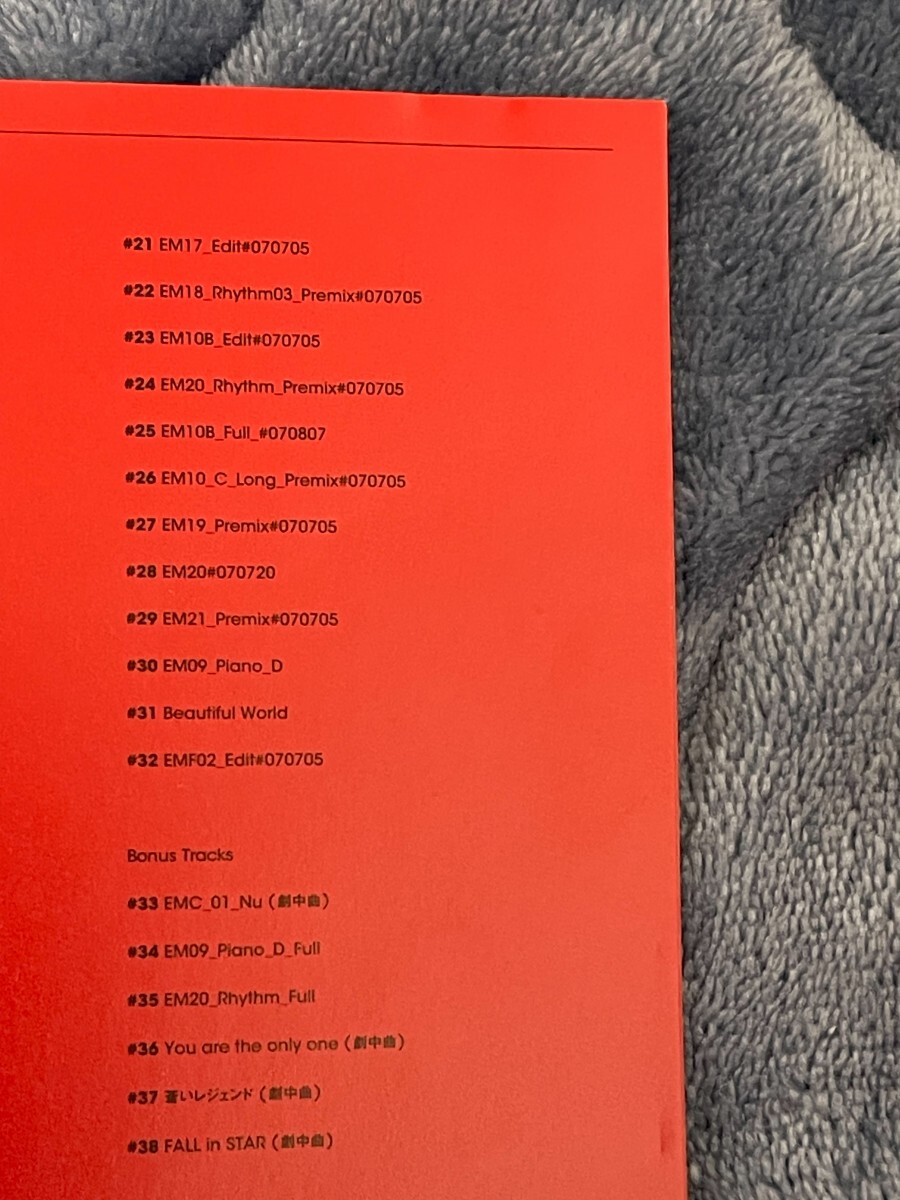 #21 EM17_Edit#070705
#22 EM18_Rhythm03_Premix#070705
#23 EM10B_Edit#070705
#24 EM20_Rhythm_Premix#070705
#25 EM10B_Full_#070807
#26 EM10_C_Long_Premix#070705
#27 EM19_Premix#070705
#28 EM20#070720
#29 EM21_Premix#070705
#30 EM09_Piano_D
#31 Beautiful World
#32 EMF02_Edit#070705
Bonus Tracks
#33 EMC_01_Nu (劇中曲)
#34 EM09_Piano_D_Full
#35 EM20_Rhythm_Full
#36 You are the only one (劇中曲)
#37 蒼いレジェンド (劇中曲)
#38 FALL in STAR (劇中曲)